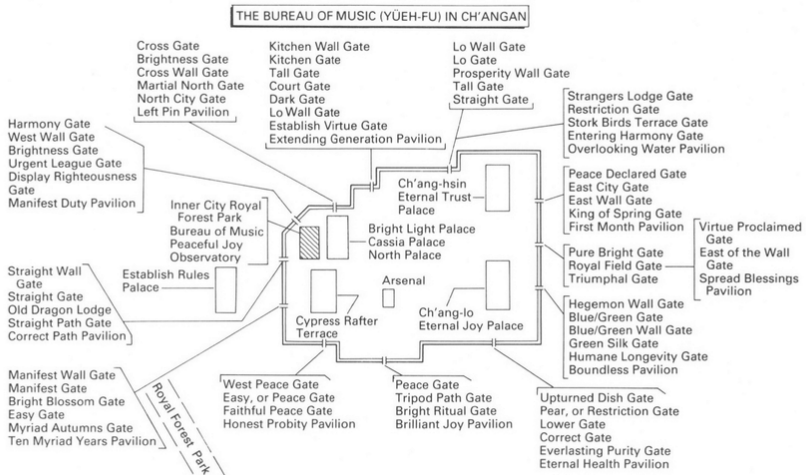 THE BUREAU OF MUSIC (YÜEH-FU) IN CH'ANGAN
Cross Gate
Brightness Gate
Cross Wall Gate
Martial North Gate
North City Gate
Left Pin Pavilion
Kitchen Wall Gate
Kitchen Gate
Tall Gate
Court Gate
Dark Gate
Lo Wall Gate
Establish Virtue Gate
Extending Generation Pavilion
Lo Wall Gate
Lo Gate
Prosperity Wall Gate
Tall Gate
Straight Gate
Strangers Lodge Gate
Restriction Gate
Stork Birds Terrace Gate
Entering Harmony Gate
Overlooking Water Pavilion
Harmony Gate
West Wall Gate
Brightness Gate
Urgent League Gate
Display Righteousness
Gate
Manifest Duty Pavilion
Peace Declared Gate
East City Gate
East Wall Gate
King of Spring Gate
First Month Pavilion
Ch'ang-hsin
Eternal Trust
Palace
Inner City Royal
Forest Park
Bureau of Music
Peaceful Joy
Observatory
Bright Light Palace
Cassia Palace
North Palace
Virtue Proclaimed
Gate
East of the Wall
Gate
Spread Blessings
Pavilion
Pure Bright Gate
Royal Field Gate
Triumphal Gate
Straight Wall
Gate
Straight Gate
Old Dragon Lodge
Straight Path Gate
Correct Path Pavilion
Establish Rules
Palace
Arsenal
Cypress Rafter
Terrace
Ch'ang-lo
Eternal Joy Palace
Hegemon Wall Gate
Blue/Green Gate
Blue/Green Wall Gate
Green Silk Gate
Humane Longevity Gate
Boundless Pavilion
Manifest Wall Gate
Manifest Gate
Bright Blossom Gate
Easy Gate
Myriad Autumns Gate
Ten Myriad Years Pavilion
Royal Forest Park
West Peace Gate
Easy, or Peace Gate
Faithful Peace Gate
Honest Probity Pavilion
Peace Gate
Tripod Path Gate
Bright Ritual Gate
Brilliant Joy Pavilion
Upturned Dish Gate
Pear, or Restriction Gate
Lower Gate
Correct Gate
Everlasting Purity Gate
Eternal Health Pavilion